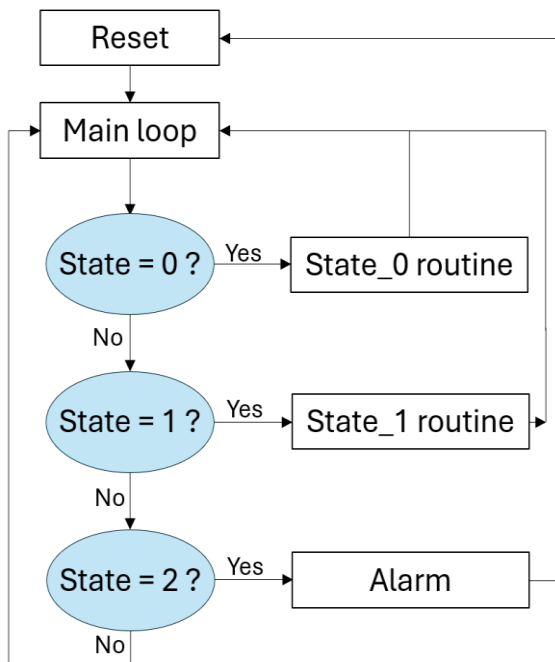 Reset
Main loop
State = 0 ?
Yes
State_0 routine
No
State = 1 ?
Yes
State_1 routine
No
State = 2 ?
Yes
Alarm
No